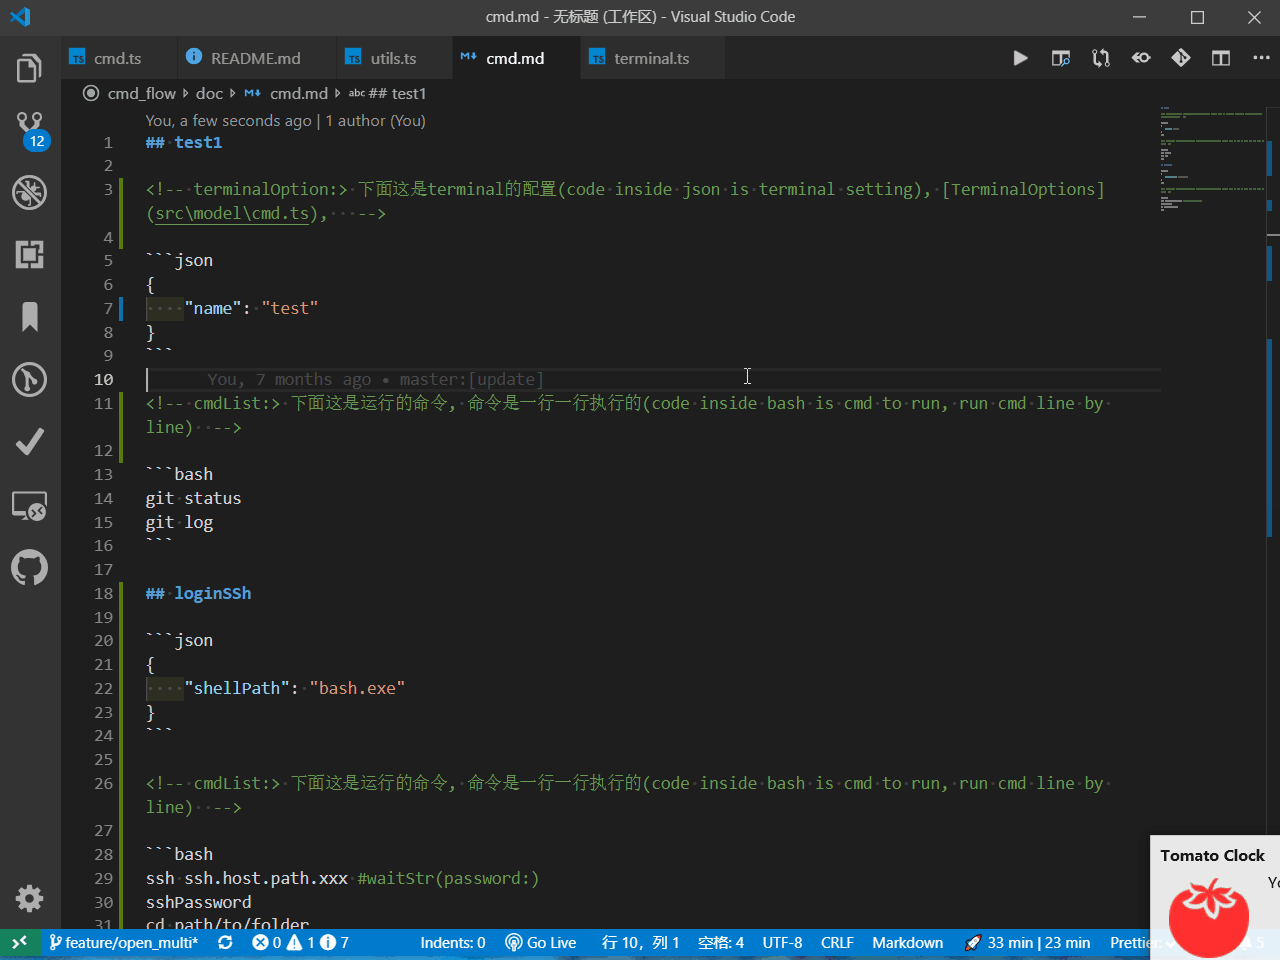 cmd.md - 无标题 (工作区) - Visual Studio Code
cmd.ts README.md utils.ts cmd.md terminal.ts
cmd_flow doc cmd.md abc ## test1
You, a few seconds ago | 1 author (You)
1 ## test1
2
3 <!-- terminalOption:> 下面这是terminal的配置(code inside json is terminal setting), [TerminalOptions]
(src\model\cmd.ts), -->
4
5 ```json
6 {
7 "name": "test"
8 }
9 ```
10 You, 7 months ago • master:[update]
11 <!-- cmdList:> 下面这是运行的命令, 命令是一行一行执行的(code inside bash is cmd to run, run cmd line by
line) -->
12
13 ```bash
14 git status
15 git log
16 ```
17
18 ## loginSSh
19
20 ```json
21 {
22 "shellPath": "bash.exe"
23 }
24 ```
25
26 <!-- cmdList:> 下面这是运行的命令, 命令是一行一行执行的(code inside bash is cmd to run, run cmd line by
line) -->
27
28 ```bash
29 ssh ssh.host.path.xxx #waitStr(password:)
30 sshPassword
31 cd path/to/folder
12
Tomato Clock
feature/open_multi* 0 1 7 Indents: 0 Go Live 行 10, 列 1 空格: 4 UTF-8 CRLF Markdown 33 min | 23 min Prettier: 5